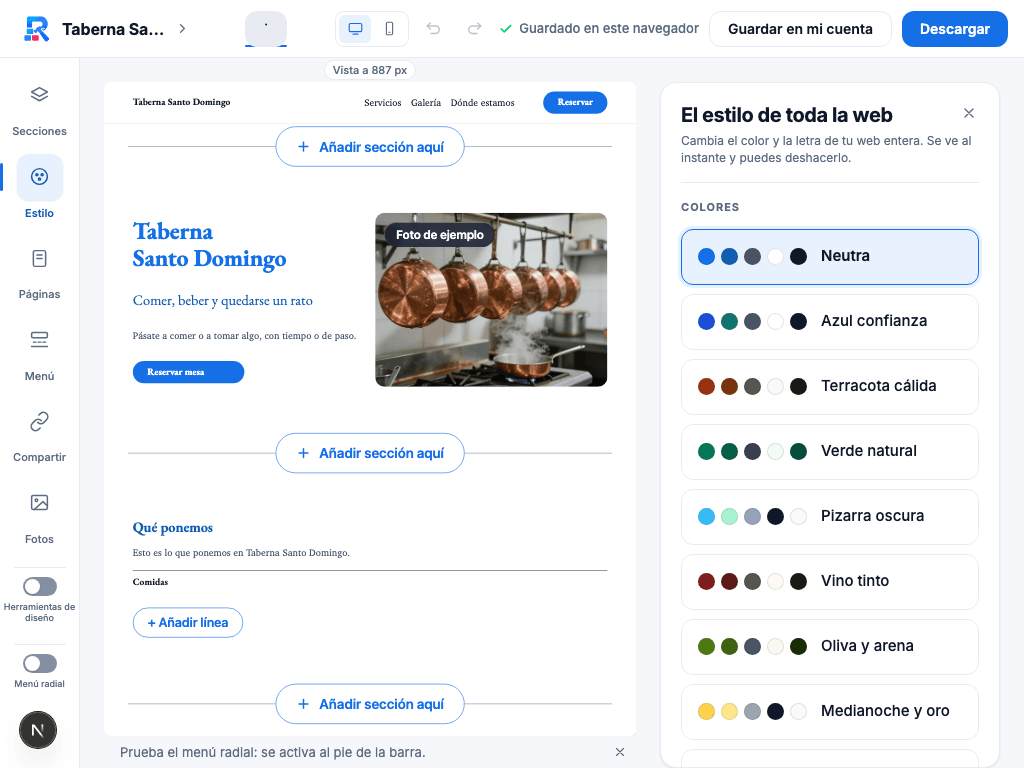 Taberna Sa...
Guardado en este navegador
Guardar en mi cuenta
Descargar
Vista a 887 px
Secciones
Estilo
Páginas
Menú
Compartir
Fotos
Herramientas de
diseño
Menú radial
N
Taberna Santo Domingo
Servicios Galería Dónde estamos
Reservar
+ Añadir sección aquí
Taberna
Santo Domingo
Comer, beber y quedarse un rato
Pásate a comer o a tomar algo, con tiempo o de paso.
Reservar mesa
Foto de ejemplo
+ Añadir sección aquí
Qué ponemos
Esto es lo que ponemos en Taberna Santo Domingo.
Comidas
+ Añadir línea
+ Añadir sección aquí
Prueba el menú radial: se activa al pie de la barra.
El estilo de toda la web
Cambia el color y la letra de tu web entera. Se ve al
instante y puedes deshacerlo.
COLORES
Neutra
Azul confianza
Terracota cálida
Verde natural
Pizarra oscura
Vino tinto
Oliva y arena
Medianoche y oro